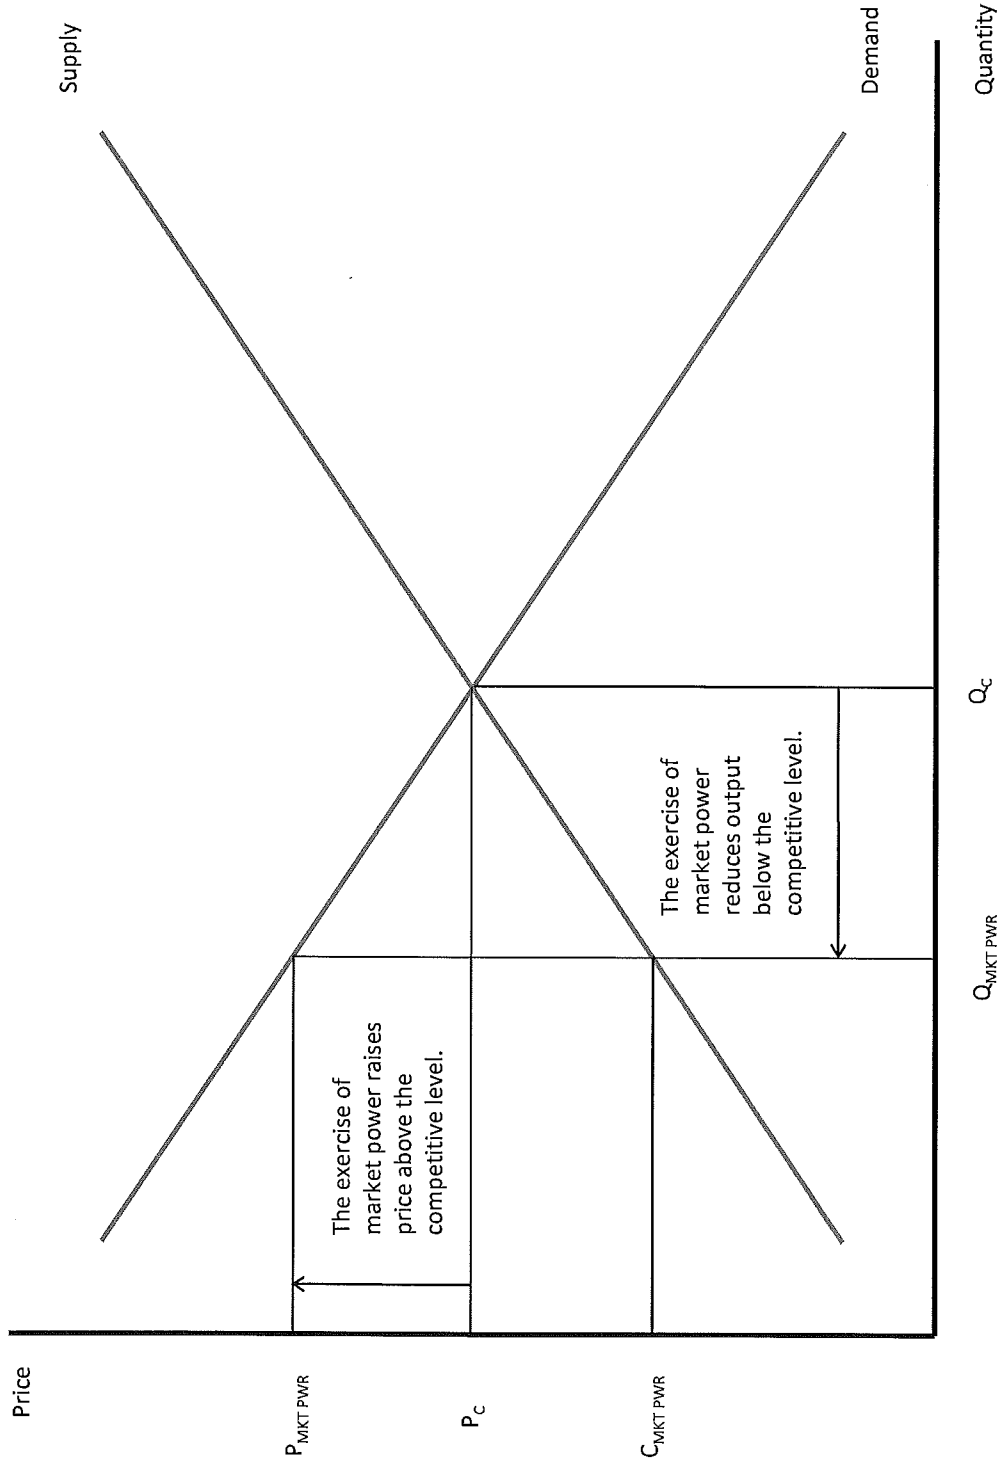 Price
Supply
P_MKT PWR
The exercise of
market power raises
price above the
competitive level.
P_C
The exercise of
market power
reduces output
below the
competitive level.
C_MKT PWR
Demand
Q_MKT PWR
Q_C
Quantity